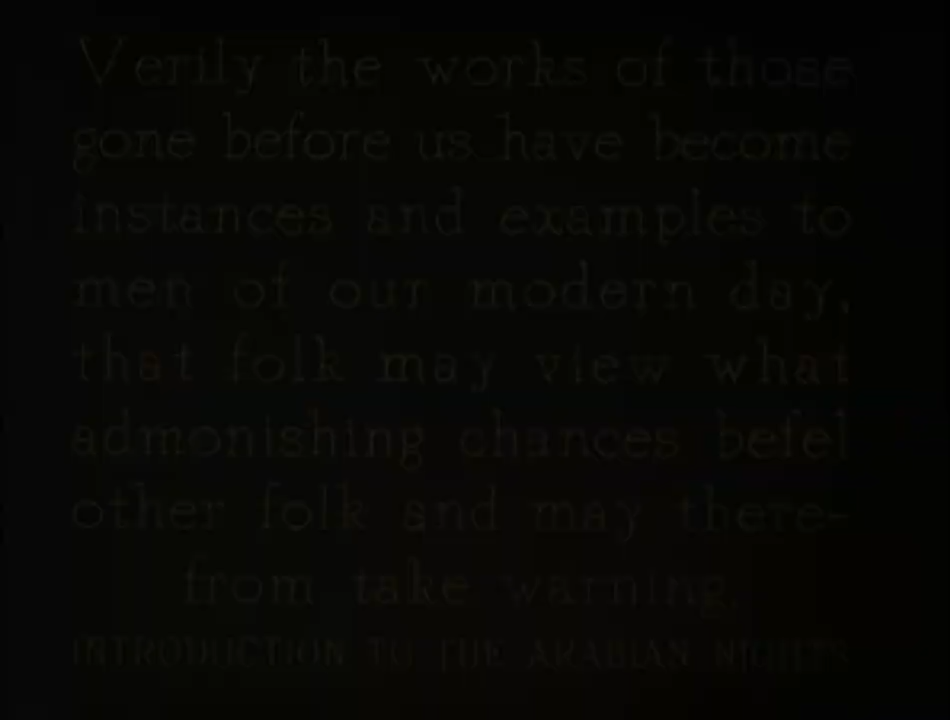 Verily the works of those
gone before us have become
instances and examples to
men of our modern day,
that folk may view what
admonishing chances befel
other folk and may there-
from take warning.
INTRODUCTION TO THE ARABIAN NIGHTS